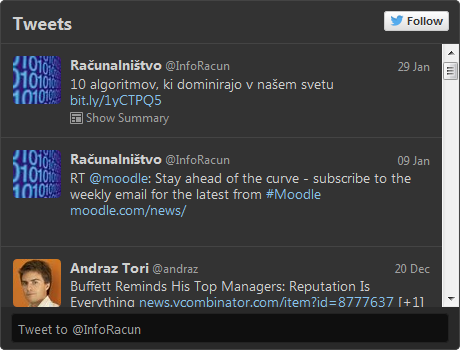 Tweets
Follow
Računalništvo @InfoRacun 29 Jan
10 algoritmov, ki dominirajo v našem svetu
bit.ly/1yCTPQ5
Show Summary
Računalništvo @InfoRacun 09 Jan
RT @moodle: Stay ahead of the curve - subscribe to the
weekly email for the latest from #Moodle
moodle.com/news/
Andraz Tori @andraz 20 Dec
Buffett Reminds His Top Managers: Reputation Is
Everything news.vcombinator.com/item?id=8777637 [+1]
Tweet to @InfoRacun